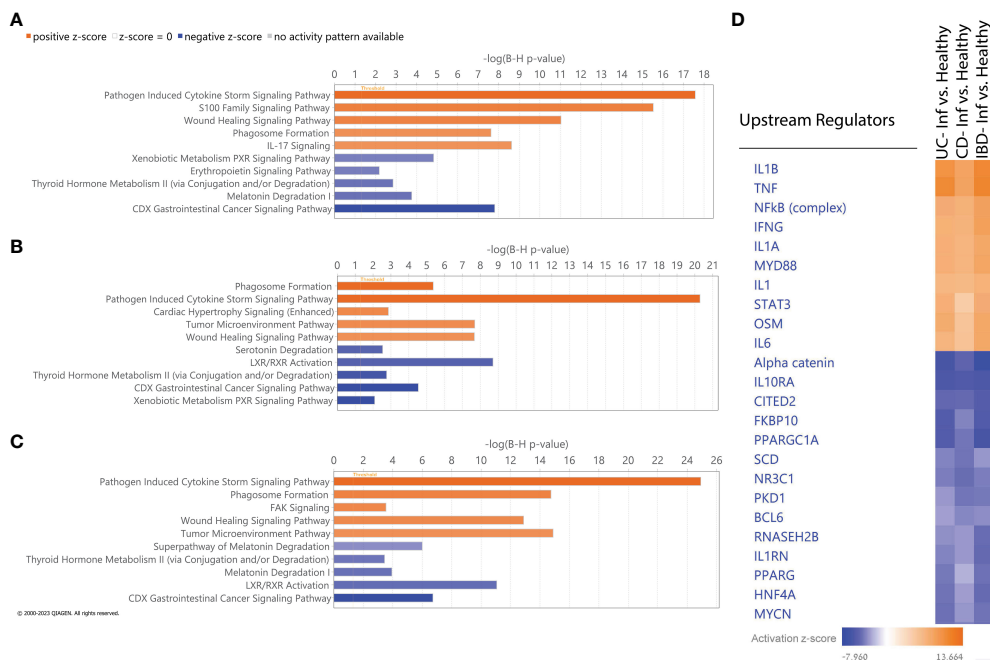 A
positive z-score z-score = 0 negative z-score no activity pattern available
-log(B-H p-value)
0 1 2 3 4 5 6 7 8 9 10 11 12 13 14 15 16 17 18
Threshold
Pathogen Induced Cytokine Storm Signaling Pathway
S100 Family Signaling Pathway
Wound Healing Signaling Pathway
Phagosome Formation
IL-17 Signaling
Xenobiotic Metabolism PXR Signaling Pathway
Erythropoietin Signaling Pathway
Thyroid Hormone Metabolism II (via Conjugation and/or Degradation)
Melatonin Degradation I
CDX Gastrointestinal Cancer Signaling Pathway
B
-log(B-H p-value)
0 1 2 3 4 5 6 7 8 9 10 11 12 13 14 15 16 17 18 19 20 21
Threshold
Phagosome Formation
Pathogen Induced Cytokine Storm Signaling Pathway
Cardiac Hypertrophy Signaling (Enhanced)
Tumor Microenvironment Pathway
Wound Healing Signaling Pathway
Serotonin Degradation
LXR/RXR Activation
Thyroid Hormone Metabolism II (via Conjugation and/or Degradation)
CDX Gastrointestinal Cancer Signaling Pathway
Xenobiotic Metabolism PXR Signaling Pathway
C
-log(B-H p-value)
0 2 4 6 8 10 12 14 16 18 20 22 24 26
Threshold
Pathogen Induced Cytokine Storm Signaling Pathway
Phagosome Formation
FAK Signaling
Wound Healing Signaling Pathway
Tumor Microenvironment Pathway
Superpathway of Melatonin Degradation
Thyroid Hormone Metabolism II (via Conjugation and/or Degradation)
Melatonin Degradation I
LXR/RXR Activation
CDX Gastrointestinal Cancer Signaling Pathway
© 2000-2023 QIAGEN. All rights reserved.
D
UC- Inf vs. Healthy
CD- Inf vs. Healthy
IBD- Inf vs. Healthy
Upstream Regulators
IL1B
TNF
NFkB (complex)
IFNG
IL1A
MYD88
IL1
STAT3
OSM
IL6
Alpha catenin
IL10RA
CITED2
FKBP10
PPARGC1A
SCD
NR3C1
PKD1
BCL6
RNASEH2B
IL1RN
PPARG
HNF4A
MYCN
Activation z-score
-7.960 13.664